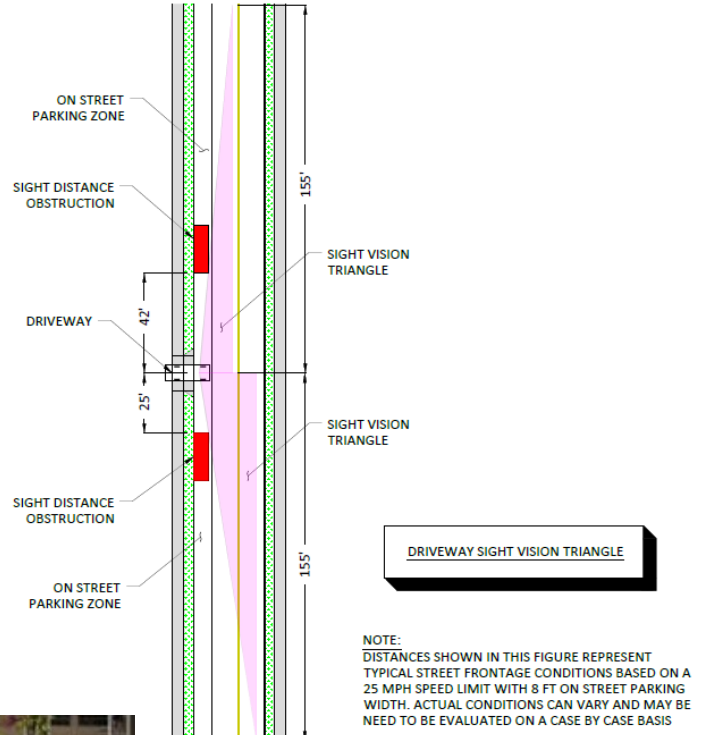 ON STREET
PARKING ZONE
155'
SIGHT DISTANCE
OBSTRUCTION
SIGHT VISION
TRIANGLE
42'
DRIVEWAY
25'
SIGHT VISION
TRIANGLE
SIGHT DISTANCE
OBSTRUCTION
155'
DRIVEWAY SIGHT VISION TRIANGLE
ON STREET
PARKING ZONE
NOTE:
DISTANCES SHOWN IN THIS FIGURE REPRESENT
TYPICAL STREET FRONTAGE CONDITIONS BASED ON A
25 MPH SPEED LIMIT WITH 8 FT ON STREET PARKING
WIDTH. ACTUAL CONDITIONS CAN VARY AND MAY BE
NEED TO BE EVALUATED ON A CASE BY CASE BASIS